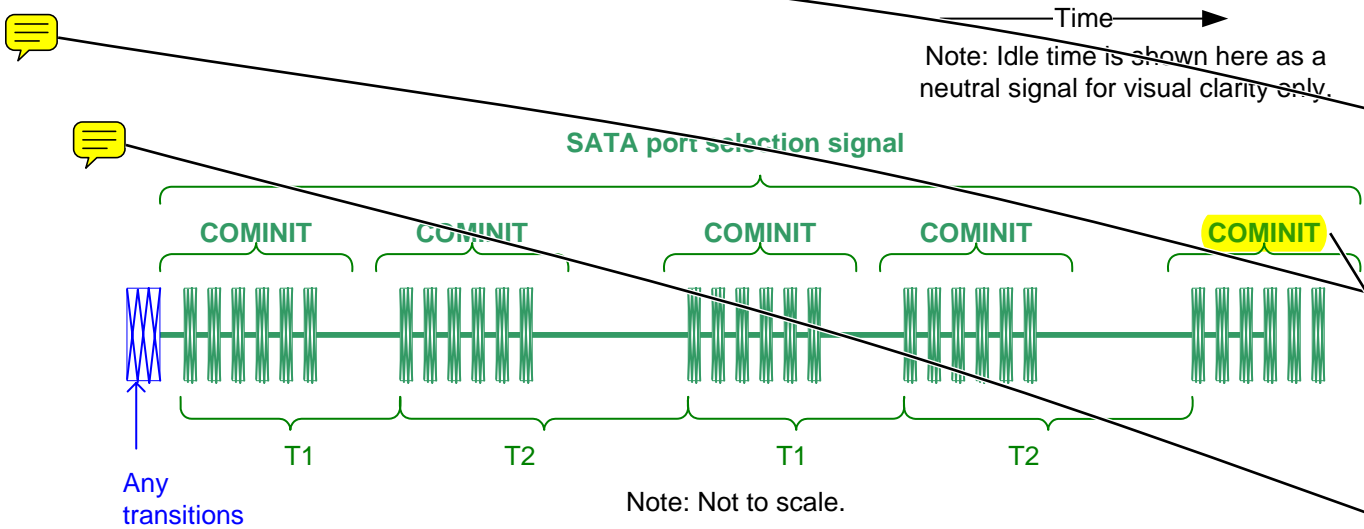 Time
Note: Idle time is shown here as a
neutral signal for visual clarity only.
SATA port selection signal
COMINIT COMINIT COMINIT COMINIT COMINIT
T1 T2 T1 T2
Any
transitions
Note: Not to scale.